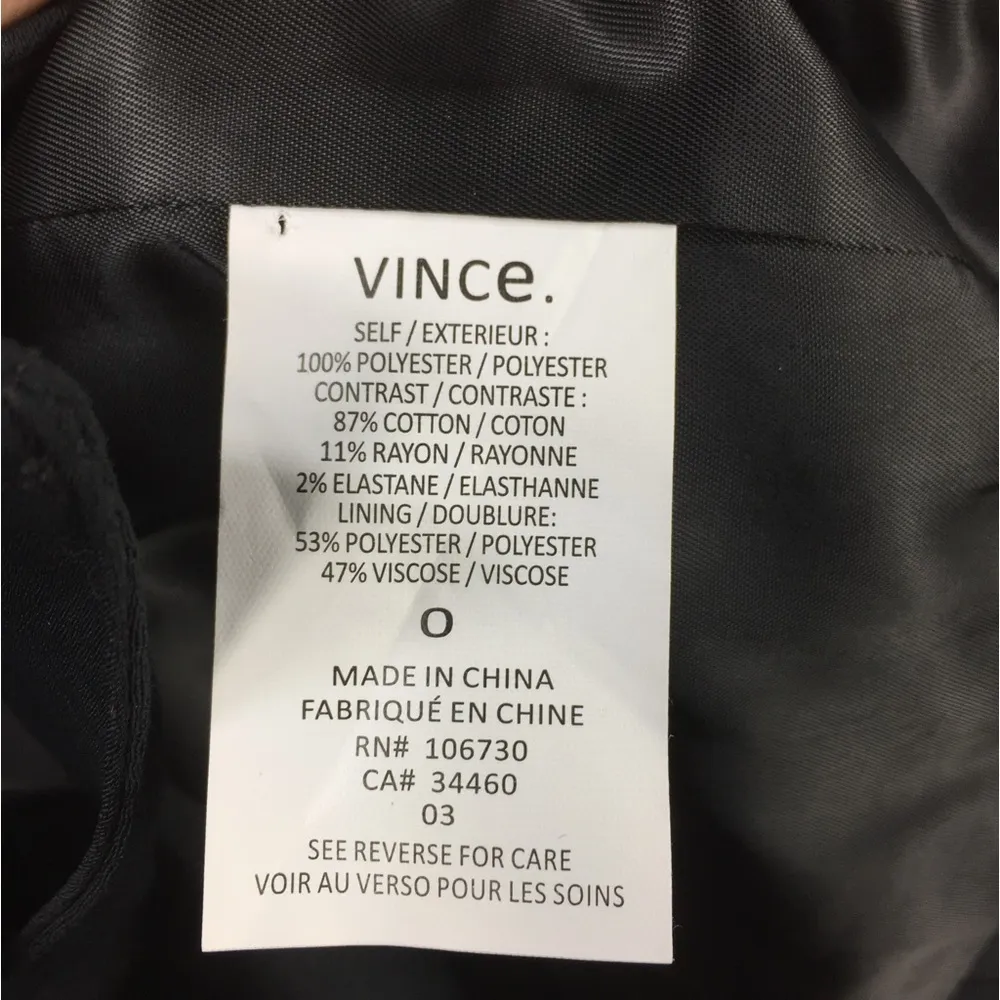 VINCe.
SELF / EXTERIEUR :
100% POLYESTER / POLYESTER
CONTRAST / CONTRASTE :
87% COTTON / COTON
11% RAYON / RAYONNE
2% ELASTANE / ELASTHANNE
LINING / DOUBLURE:
53% POLYESTER / POLYESTER
47% VISCOSE / VISCOSE
O
MADE IN CHINA
FABRIQUÉ EN CHINE
RN# 106730
CA# 34460
03
SEE REVERSE FOR CARE
VOIR AU VERSO POUR LES SOINS